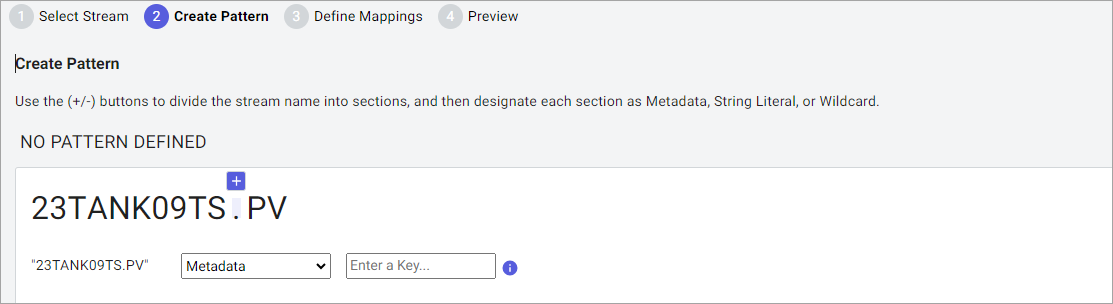 1 Select Stream 2 Create Pattern 3 Define Mappings 4 Preview
Create Pattern
Use the (+/-) buttons to divide the stream name into sections, and then designate each section as Metadata, String Literal, or Wildcard.
NO PATTERN DEFINED
+
23TANK09TS.PV
"23TANK09TS.PV" Metadata Enter a Key... i